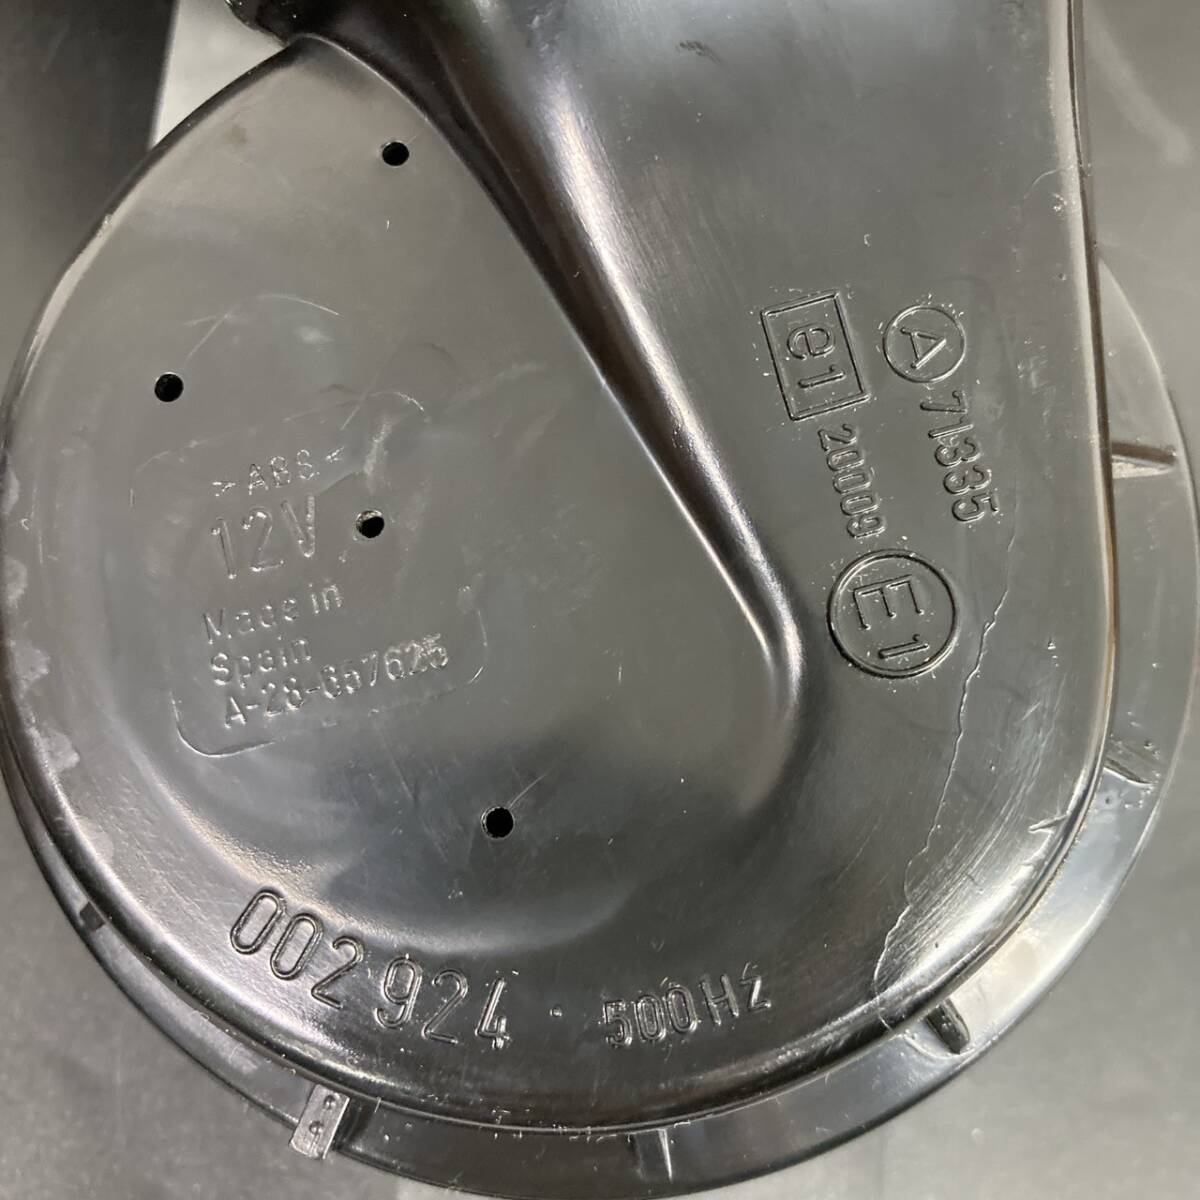 >ABS<
12V
Made in
Spain
A-28-857625
A 71335
e1 20009 E1
002 924 · 500Hz